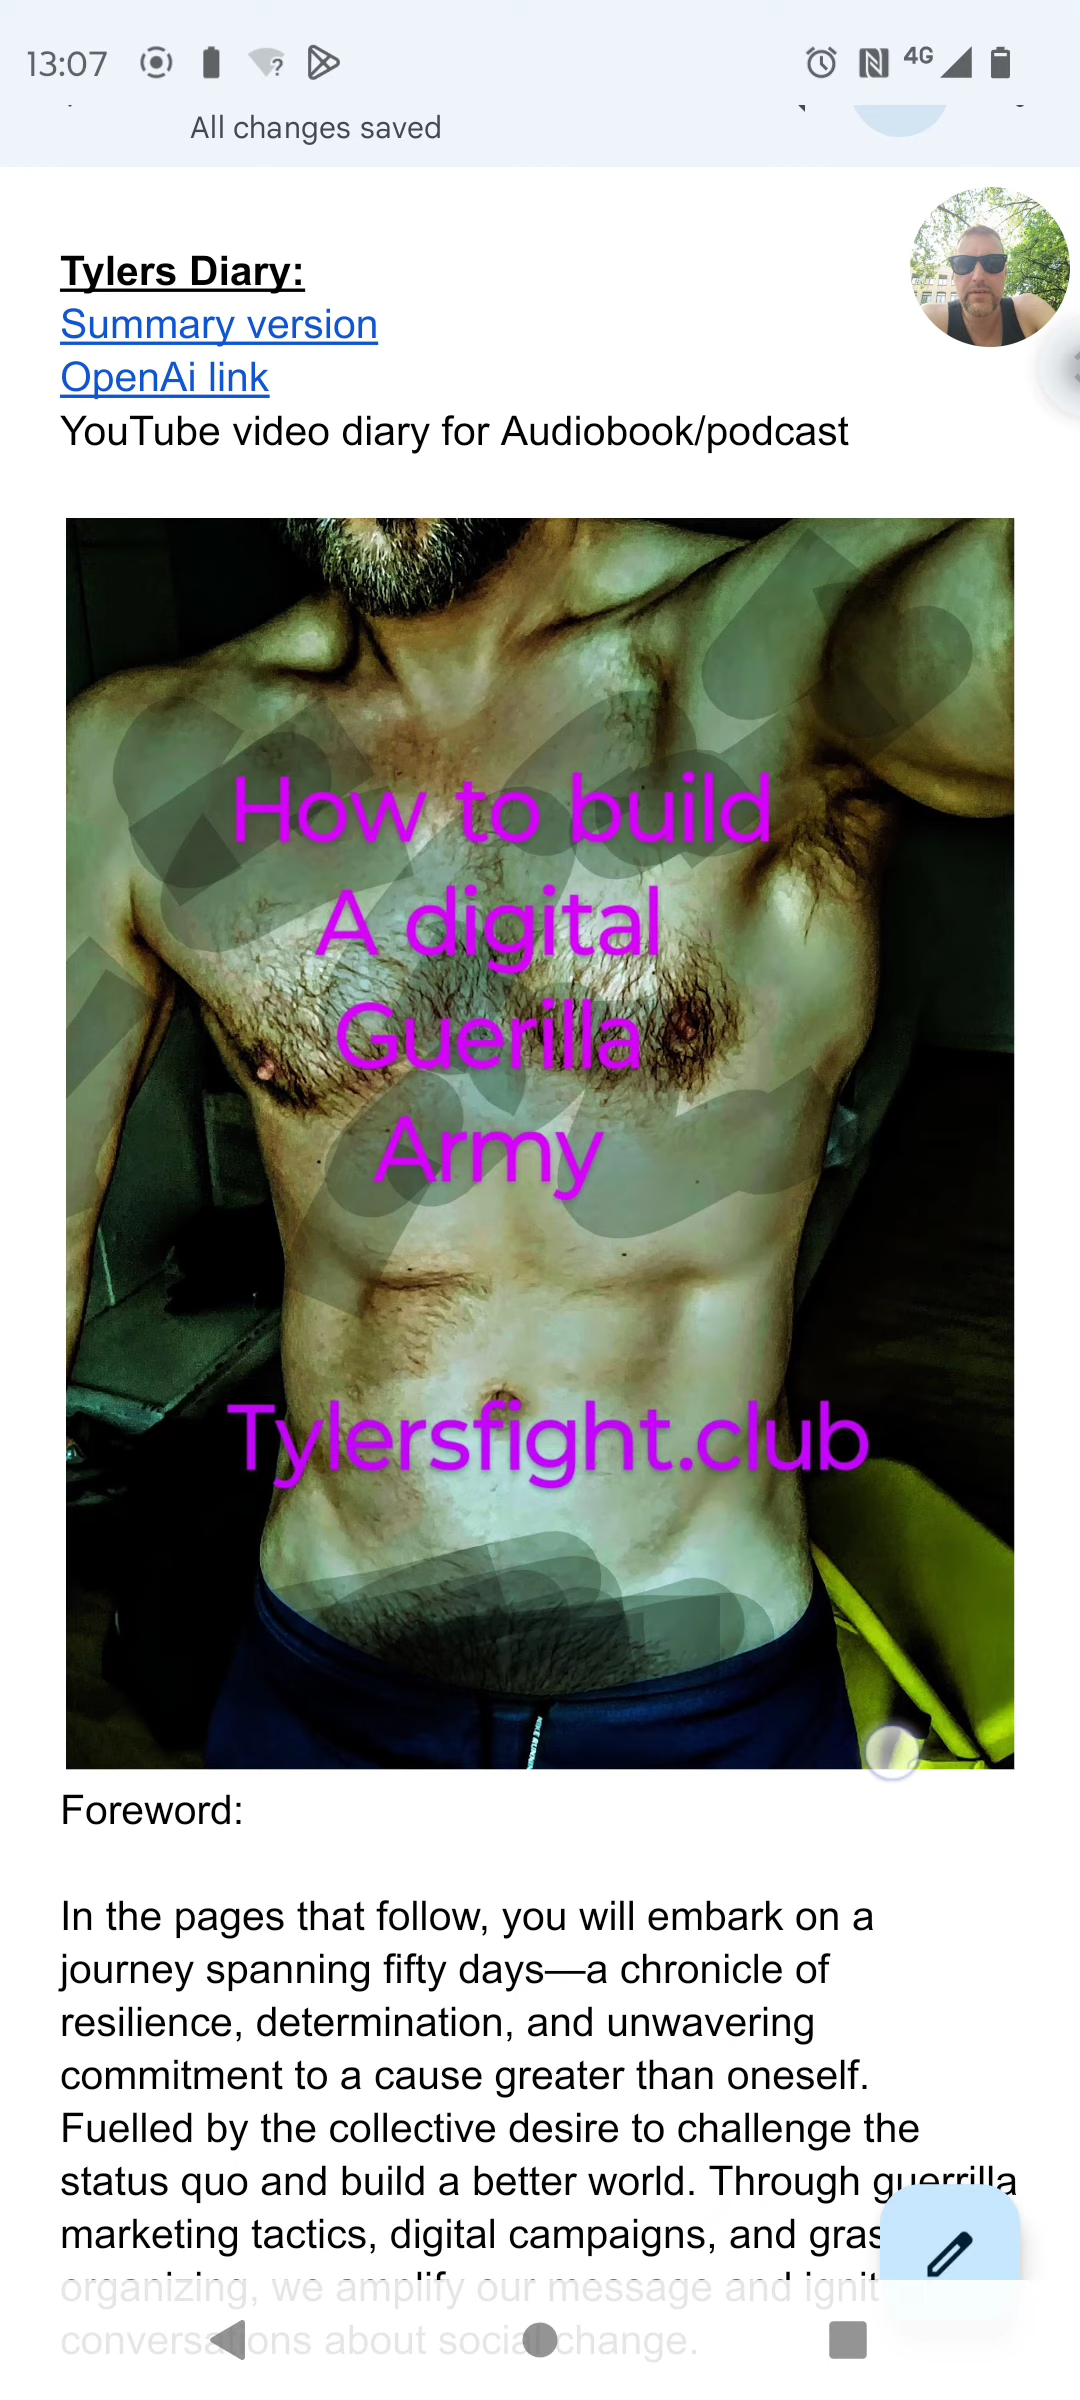 13:07
4G
All changes saved
Tylers Diary:
Summary version
OpenAi link
YouTube video diary for Audiobook/podcast
How to build
A digital
Guerilla
Army
Tylersfight.club
Foreword:
In the pages that follow, you will embark on a
journey spanning fifty days—a chronicle of
resilience, determination, and unwavering
commitment to a cause greater than oneself.
Fuelled by the collective desire to challenge the
status quo and build a better world. Through guerrilla
marketing tactics, digital campaigns, and
organizing, we amplify our message and
conversations about social change.